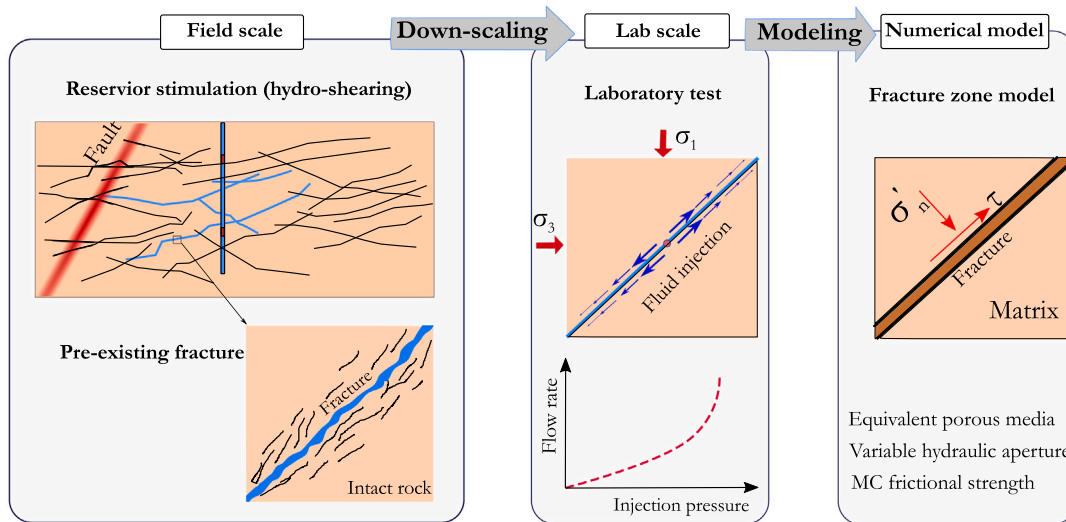 Field scale
Down-scaling
Lab scale
Modeling
Numerical model
Reservior stimulation (hydro-shearing)
Fault
Pre-existing fracture
Fracture
Intact rock
Laboratory test
σ1
σ3
Fluid injection
Flow rate
Injection pressure
Fracture zone model
σ'n
τ
Fracture
Matrix
Equivalent porous media
Variable hydraulic aperture
MC frictional strength